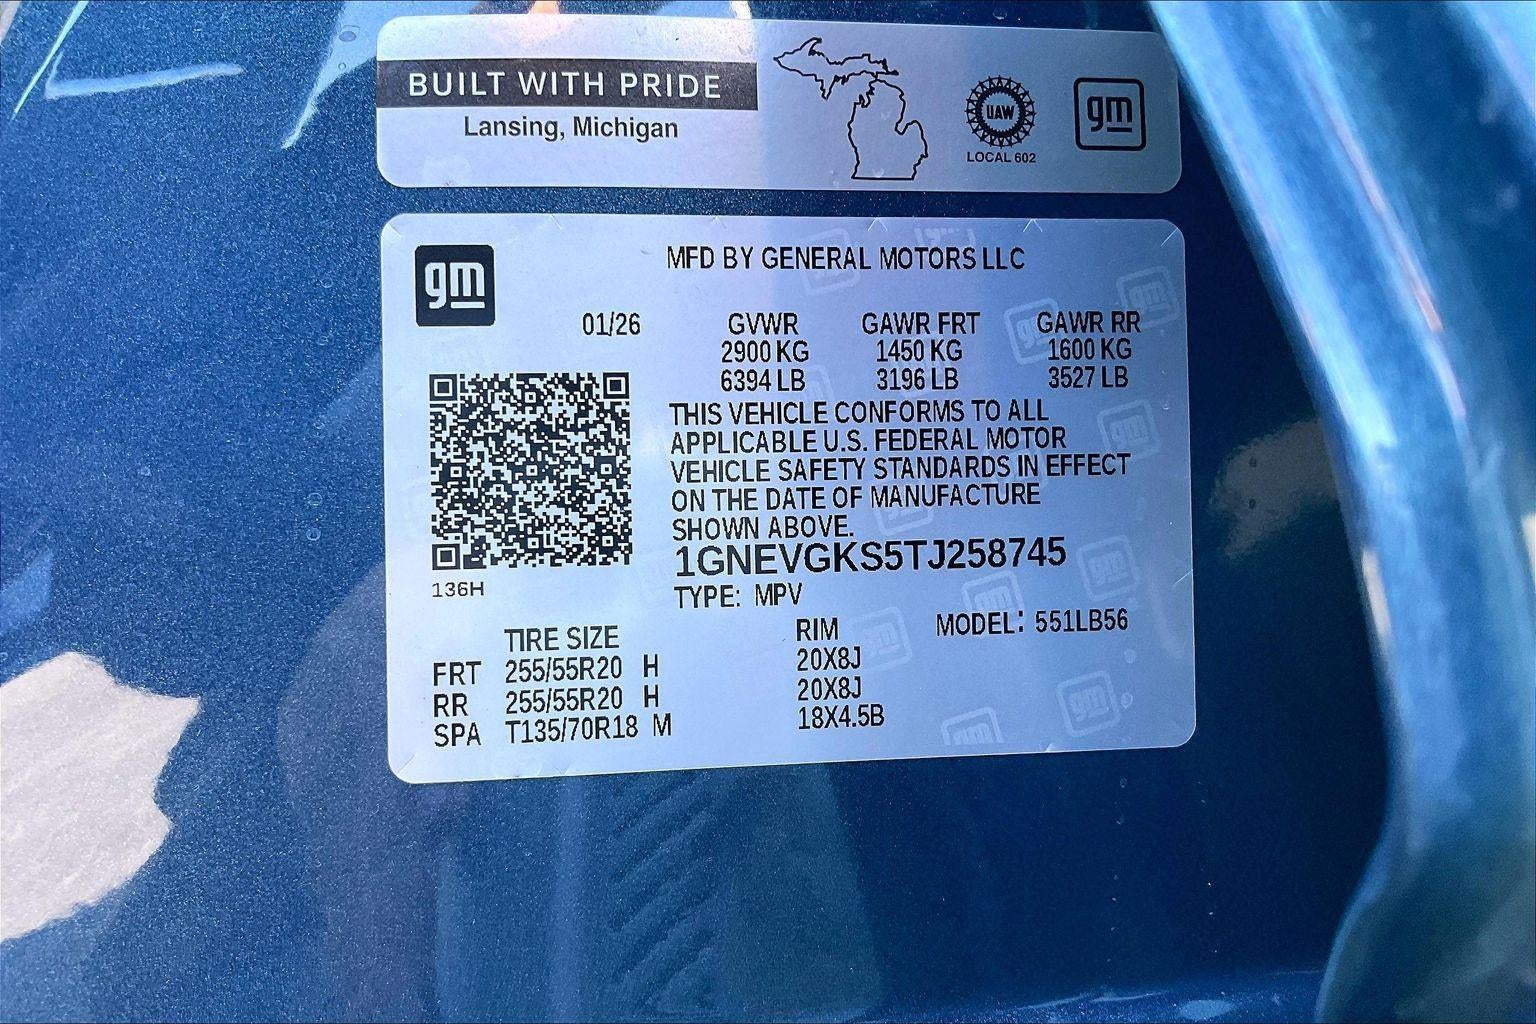 BUILT WITH PRIDE
Lansing, Michigan
UAW
LOCAL 602
gm
gm
MFD BY GENERAL MOTORS LLC
01/26 GVWR GAWR FRT GAWR RR
2900 KG 1450 KG 1600 KG
6394 LB 3196 LB 3527 LB
THIS VEHICLE CONFORMS TO ALL
APPLICABLE U.S. FEDERAL MOTOR
VEHICLE SAFETY STANDARDS IN EFFECT
ON THE DATE OF MANUFACTURE
SHOWN ABOVE.
1GNEVGKS5TJ258745
136H
TYPE: MPV
MODEL: 551LB56
TIRE SIZE RIM
FRT 255/55R20 H 20X8J
RR 255/55R20 H 20X8J
SPA T135/70R18 M 18X4.5B